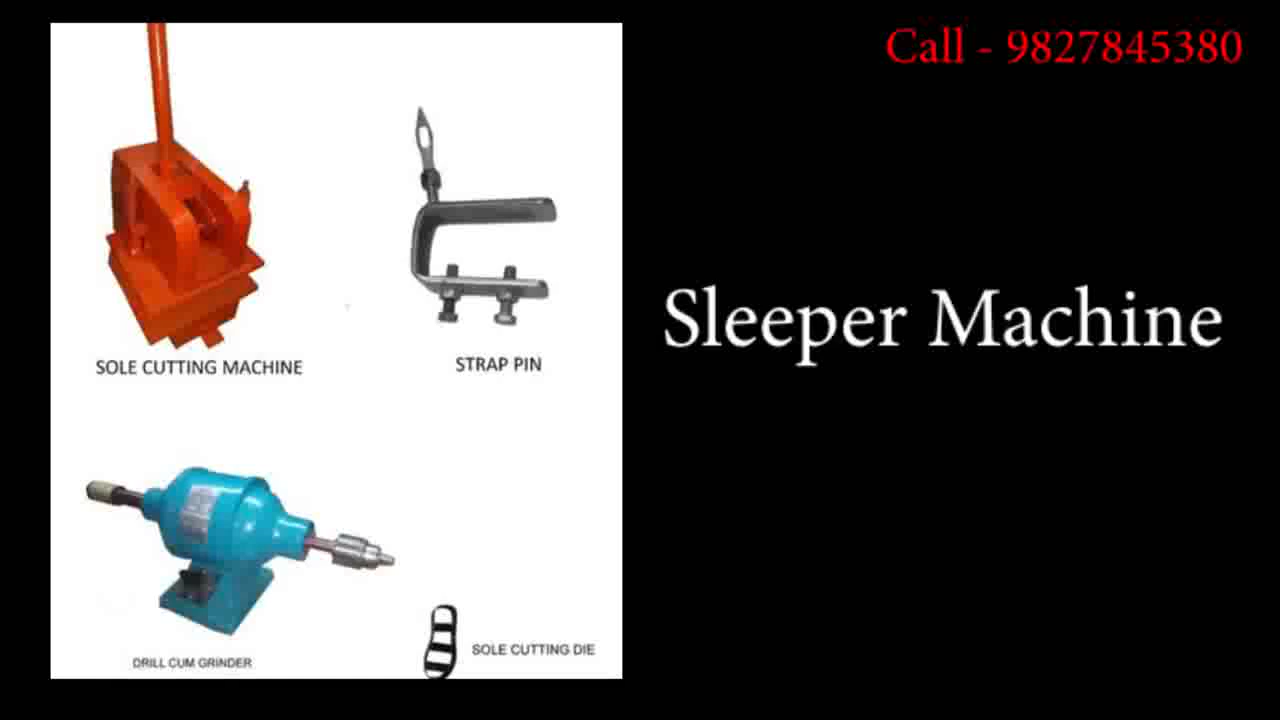 Call - 9827845380
SOLE CUTTING MACHINE
STRAP PIN
Sleeper Machine
DRILL CUM GRINDER
SOLE CUTTING DIE